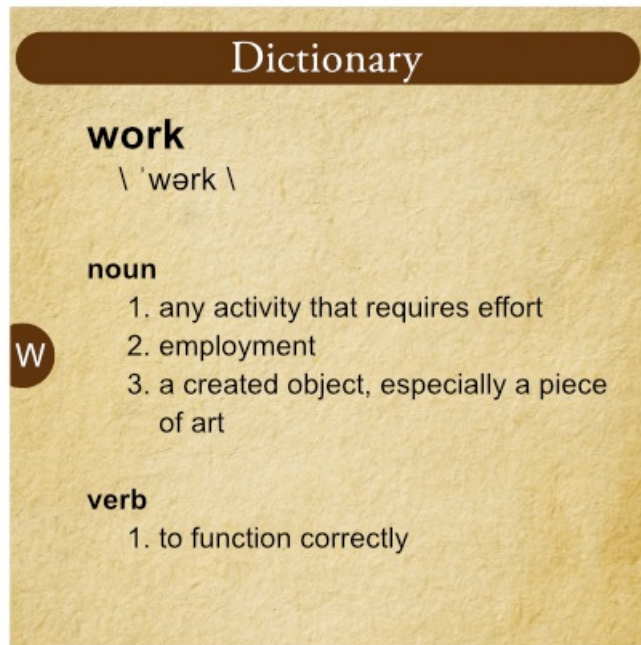 Dictionary
work
\ ˈwərk \
noun
1. any activity that requires effort
2. employment
3. a created object, especially a piece
of art
W
verb
1. to function correctly